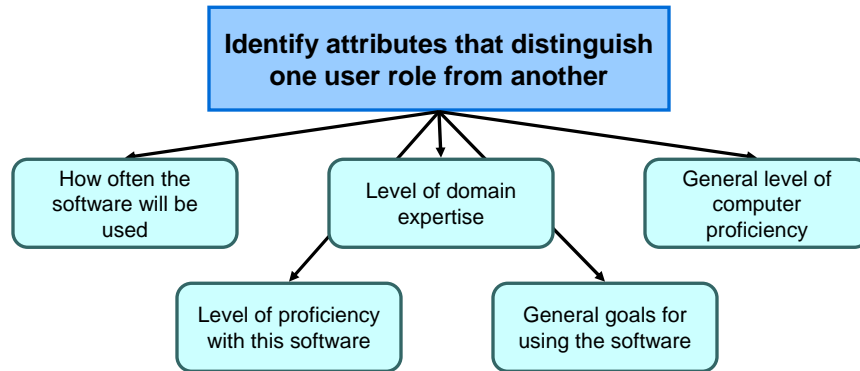 Identify attributes that distinguish
one user role from another
How often the
software will be
used
Level of domain
expertise
General level of
computer
proficiency
Level of proficiency
with this software
General goals for
using the software